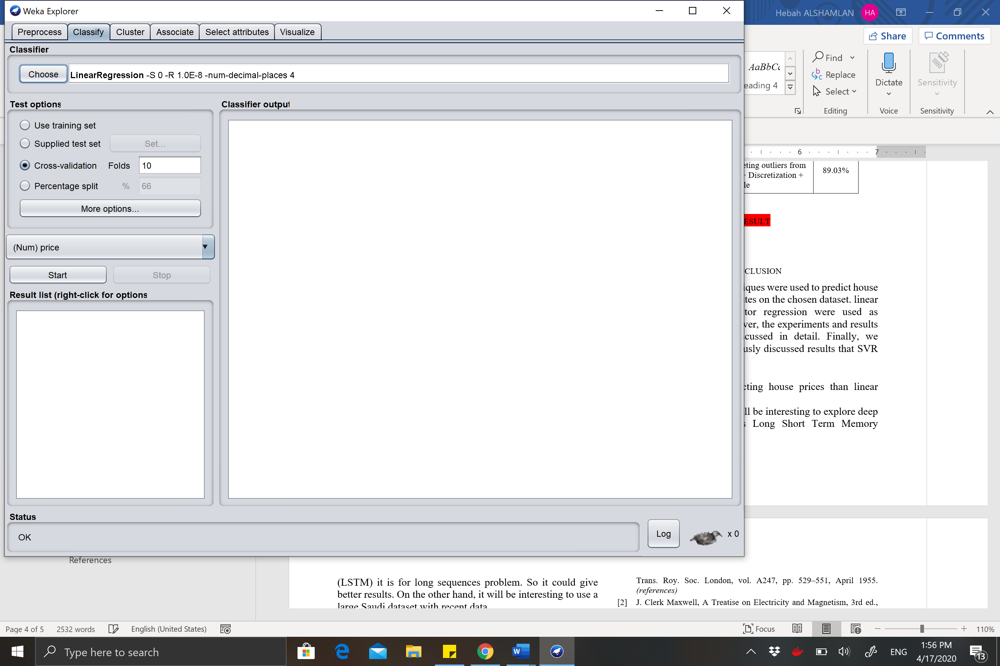 Weka Explorer
Preprocess
Classify
Cluster
Associate
Select attributes
Visualize
Classifier
Choose
LinearRegression -S 0 -R 1.0E-8 -num-decimal-places 4
Test options
Use training set
Supplied test set
Set...
Cross-validation Folds 10
Percentage split % 66
More options...
(Num) price
Start
Stop
Result list (right-click for options
Classifier output
Status
OK
Log
x 0
Hebah ALSHAMLAN
HA
Share
Comments
AaBbCc
eading 4
Find
Replace
Select
Editing
Dictate
Voice
Sensitivity
Sensitivity
6
7
eting outliers from
+ Discretization +
le
89.03%
ESULT
CLUSION
iques were used to predict house
tes on the chosen dataset. linear
tor regression were used as
ver, the experiments and results
cussed in detail. Finally, we
usly discussed results that SVR
cting house prices than linear
ll be interesting to explore deep
s Long Short Term Memory
References
(LSTM) it is for long sequences problem. So it could give
better results. On the other hand, it will be interesting to use a
large Saudi dataset with recent data
Trans. Roy. Soc. London, vol. A247, pp. 529–551, April 1955.
(references)
[2] J. Clerk Maxwell, A Treatise on Electricity and Magnetism, 3rd ed.,
Page 4 of 5
2532 words
English (United States)
Focus
110%
Type here to search
W
ENG
1:56 PM
4/17/2020
13